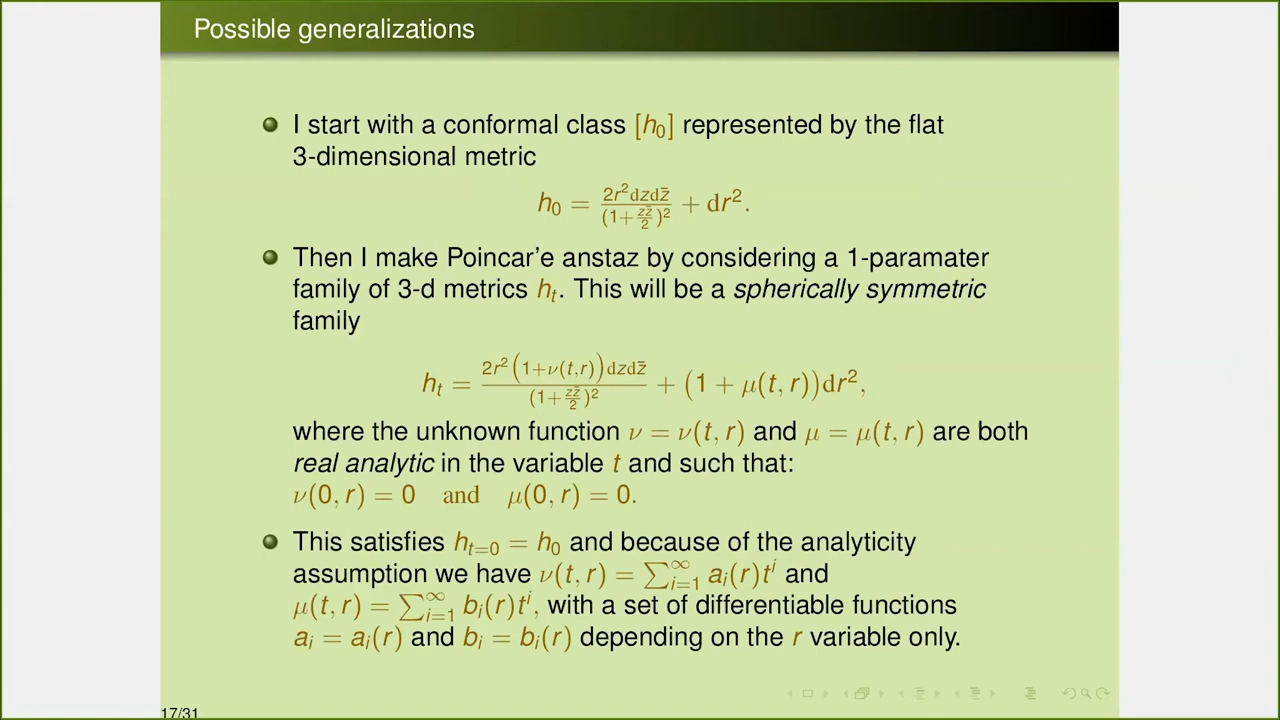 Possible generalizations
I start with a conformal class [h₀] represented by the flat
3-dimensional metric
h₀ = 2r²dzdz̄ / (1+ zz̄/2)² + dr².
Then I make Poincar'e anstaz by considering a 1-paramater
family of 3-d metrics hₜ. This will be a spherically symmetric
family
hₜ = 2r²(1+ν(t,r))dzdz̄ / (1+ zz̄/2)² + (1 + μ(t, r))dr²,
where the unknown function ν = ν(t, r) and μ = μ(t, r) are both
real analytic in the variable t and such that:
ν(0, r) = 0 and μ(0, r) = 0.
This satisfies hₜ₌₀ = h₀ and because of the analyticity
assumption we have ν(t, r) = ∑_{i=1}^{∞} aᵢ(r)tⁱ and
μ(t, r) = ∑_{i=1}^{∞} bᵢ(r)tⁱ, with a set of differentiable functions
aᵢ = aᵢ(r) and bᵢ = bᵢ(r) depending on the r variable only.
17/31